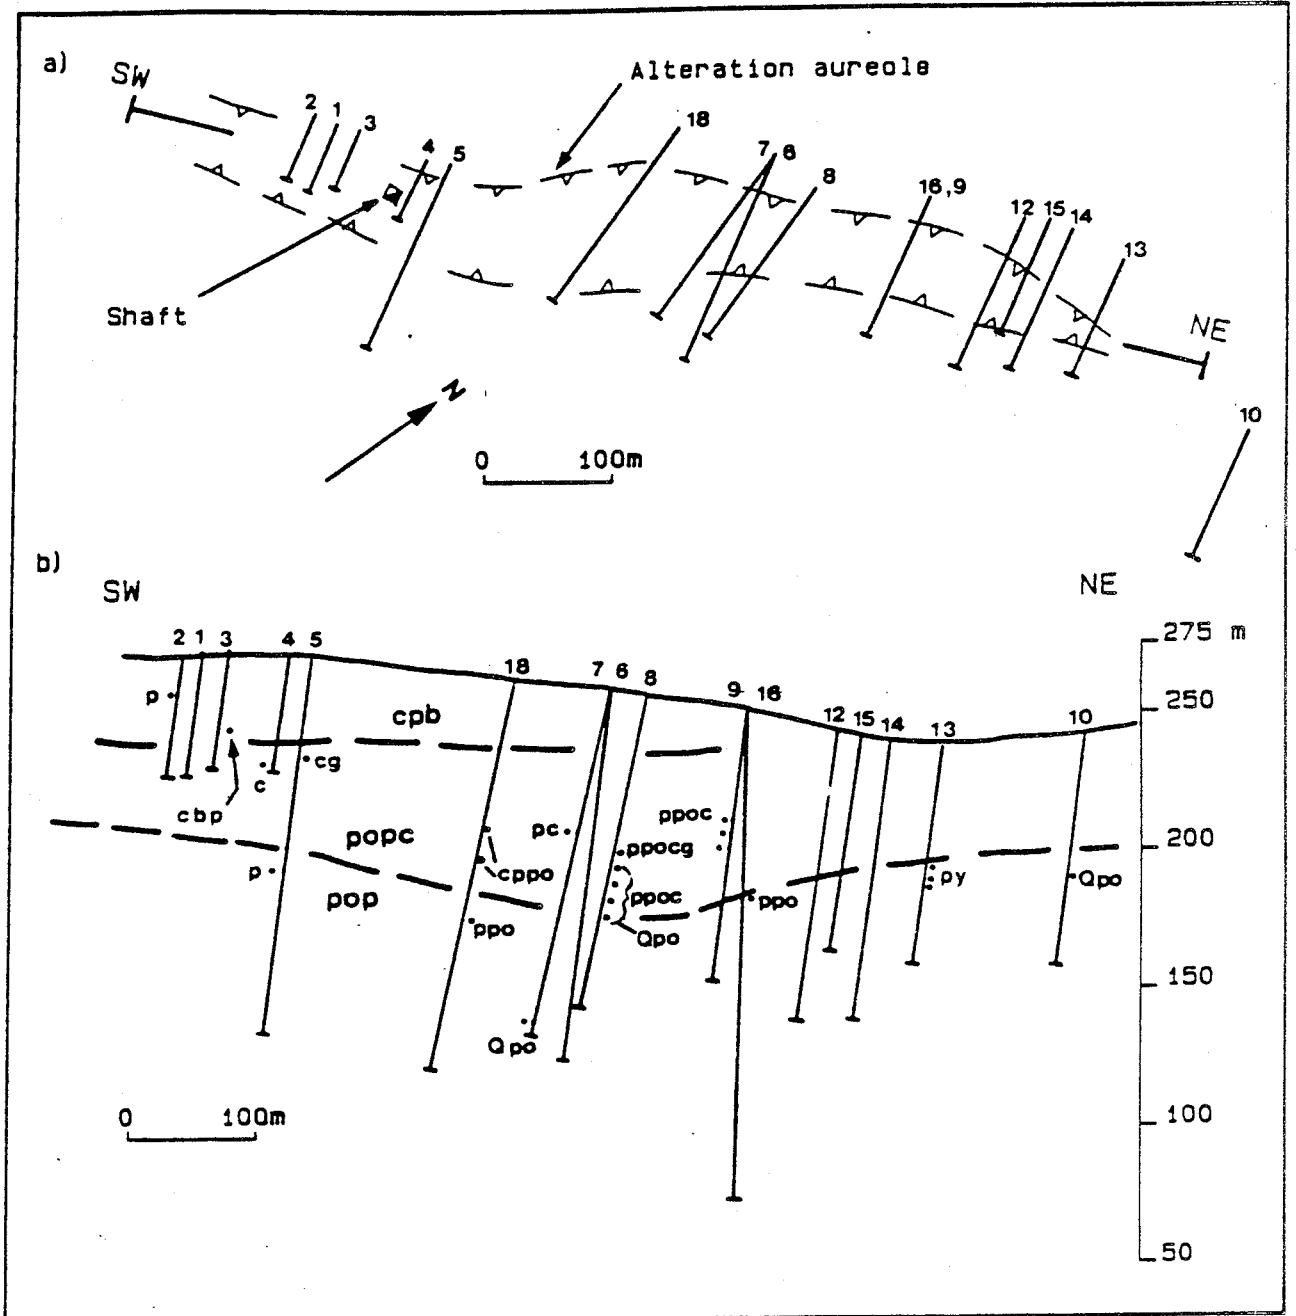 a)
SW
Alteration aureole
2 1 3
4 5
18
7 6
8
16,9
12 15 14
13
Shaft
NE
N
0 100m
10
b)
SW
NE
275 m
2 1 3 4 5
18
7 6 8
9 16
12 15 14 13
10
p
cpb
250
c
cg
cbp
popc
pc
ppoc
ppocg
200
p
pop
cppo
ppoc
ppo
py
Qpo
ppo
Qpo
150
Qpo
0 100m
100
50